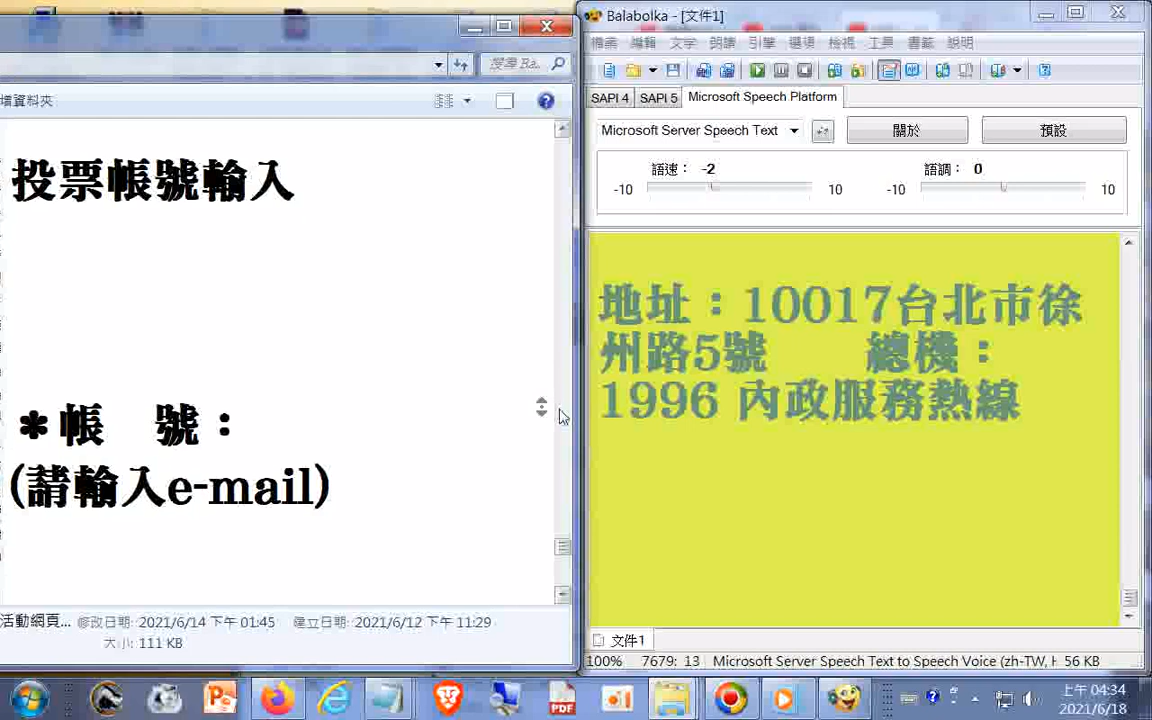 搜尋 Ba...
增資料夾
投票帳號輸入
＊帳　號：
(請輸入e-mail)
活動網頁... 修改日期: 2021/6/14 下午 01:45 建立日期: 2021/6/12 下午 11:29
大小: 111 KB
Balabolka - [文件1]
檔案 編輯 文字 朗讀 引擎 選項 檢視 工具 書籤 說明
SAPI 4 SAPI 5 Microsoft Speech Platform
Microsoft Server Speech Text 關於 預設
語速： -2 語調： 0
-10 10 -10 10
地址：10017台北市徐
州路5號　　總機：
1996 內政服務熱線
文件1
100% 7679: 13 Microsoft Server Speech Text to Speech Voice (zh-TW, H 56 KB
PDF
上午 04:34
2021/6/18